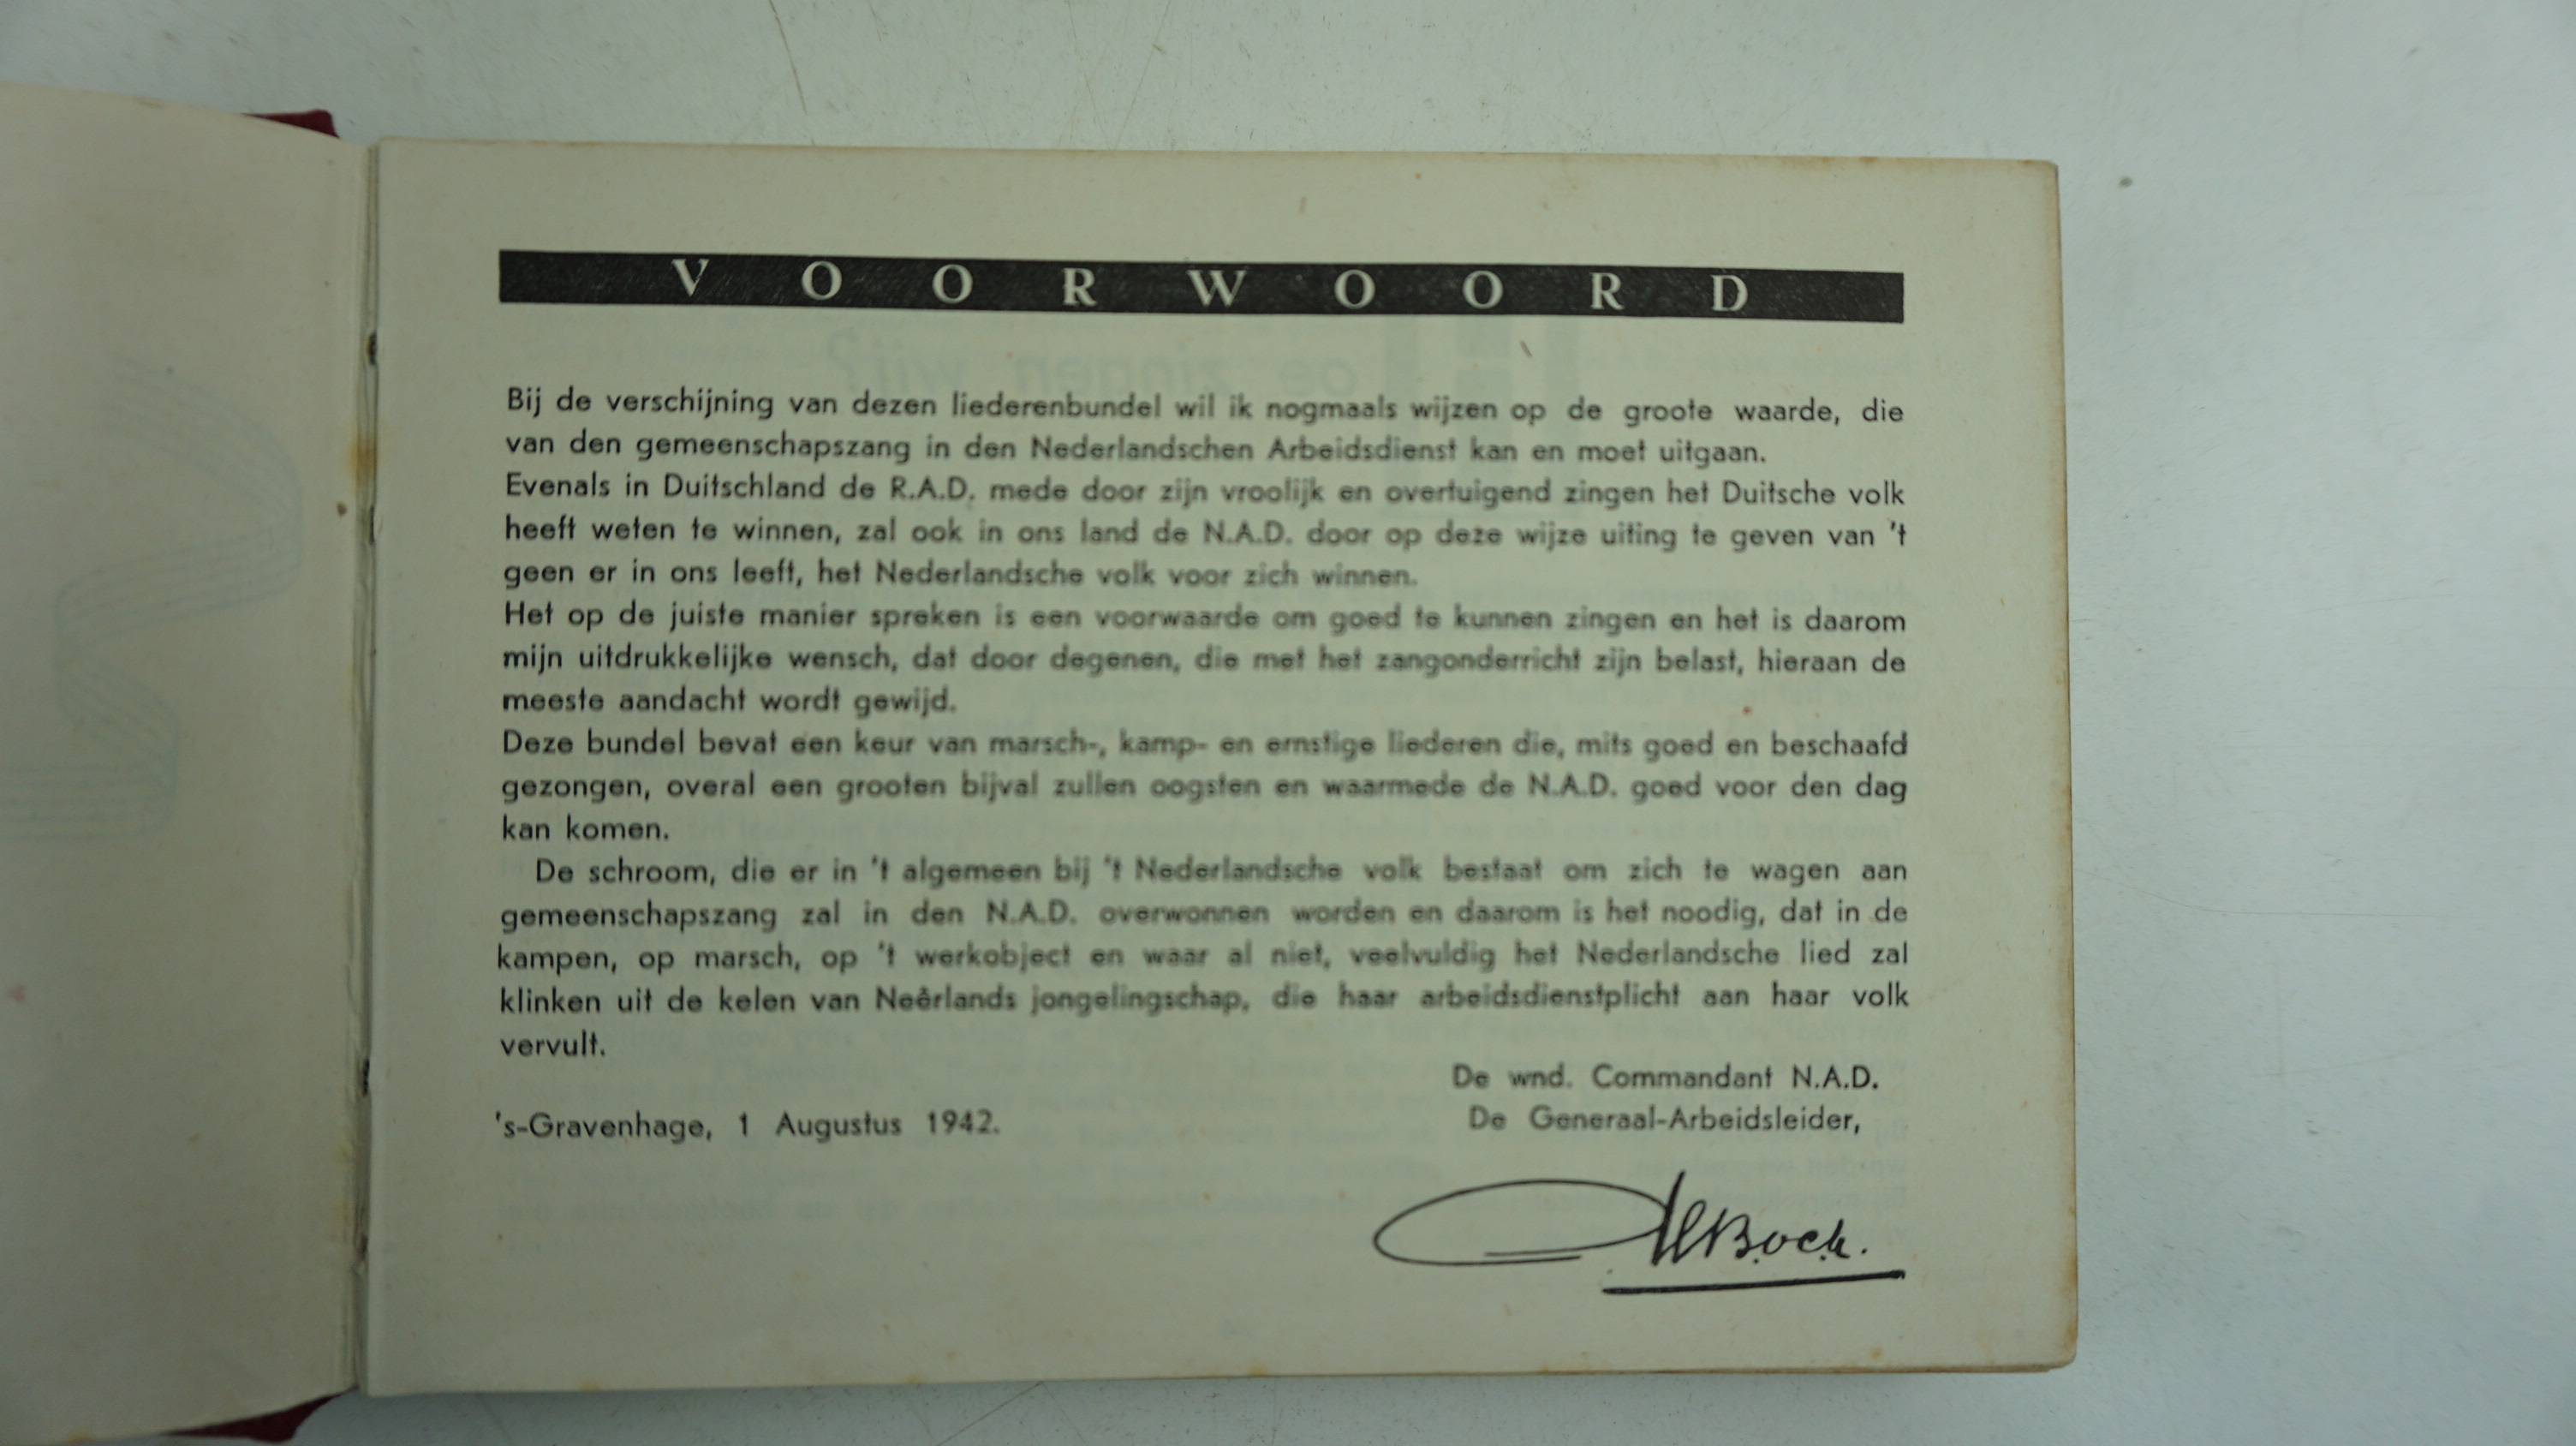 VOORWOORD
Bij de verschijning van dezen liederenbundel wil ik nogmaals wijzen op de groote waarde, die
van den gemeenschapszang in den Nederlandschen Arbeidsdienst kan en moet uitgaan.
Evenals in Duitschland de R.A.D. mede door zijn vroolijk en overtuigend zingen het Duitsche volk
heeft weten te winnen, zal ook in ons land de N.A.D. door op deze wijze uiting te geven van 't
geen er in ons leeft, het Nederlandsche volk voor zich winnen.
Het op de juiste manier spreken is een voorwaarde om goed te kunnen zingen en het is daarom
mijn uitdrukkelijke wensch, dat door degenen, die met het zangonderricht zijn belast, hieraan de
meeste aandacht wordt gewijd.
Deze bundel bevat een keur van marsch-, kamp- en ernstige liederen die, mits goed en beschaafd
gezongen, overal een grooten bijval zullen oogsten en waarmede de N.A.D. goed voor den dag
kan komen.
De schroom, die er in 't algemeen bij 't Nederlandsche volk bestaat om zich te wagen aan
gemeenschapszang zal in den N.A.D. overwonnen worden en daarom is het noodig, dat in de
kampen, op marsch, op 't werkobject en waar al niet, veelvuldig het Nederlandsche lied zal
klinken uit de kelen van Neêrlands jongelingschap, die haar arbeidsdienstplicht aan haar volk
vervult.
De wnd. Commandant N.A.D.
De Generaal-Arbeidsleider,
's-Gravenhage, 1 Augustus 1942.